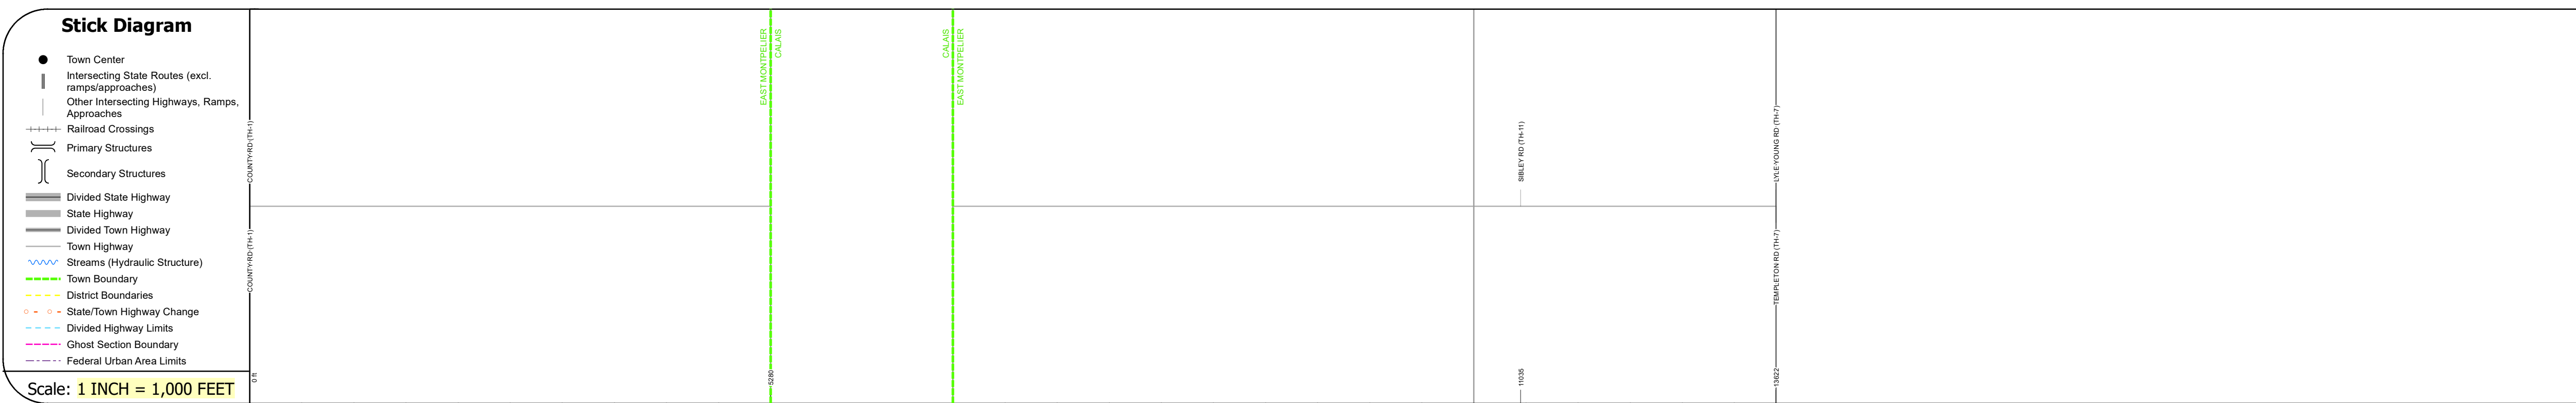 Stick Diagram
Town Center
Intersecting State Routes (excl.
ramps/approaches)
Other Intersecting Highways, Ramps,
Approaches
Railroad Crossings
Primary Structures
Secondary Structures
Divided State Highway
State Highway
Divided Town Highway
Town Highway
Streams (Hydraulic Structure)
Town Boundary
District Boundaries
State/Town Highway Change
Divided Highway Limits
Ghost Section Boundary
Federal Urban Area Limits
Scale: 1 INCH = 1,000 FEET
COUNTY RD (TH-1)
COUNTY RD (TH-1)
0 ft
EAST MONTPELIER
CALAIS
5280
CALAIS
EAST MONTPELIER
SIBLEY RD (TH-11)
11035
LYLE YOUNG RD (TH-7)
TEMPLETON RD (TH-7)
13622